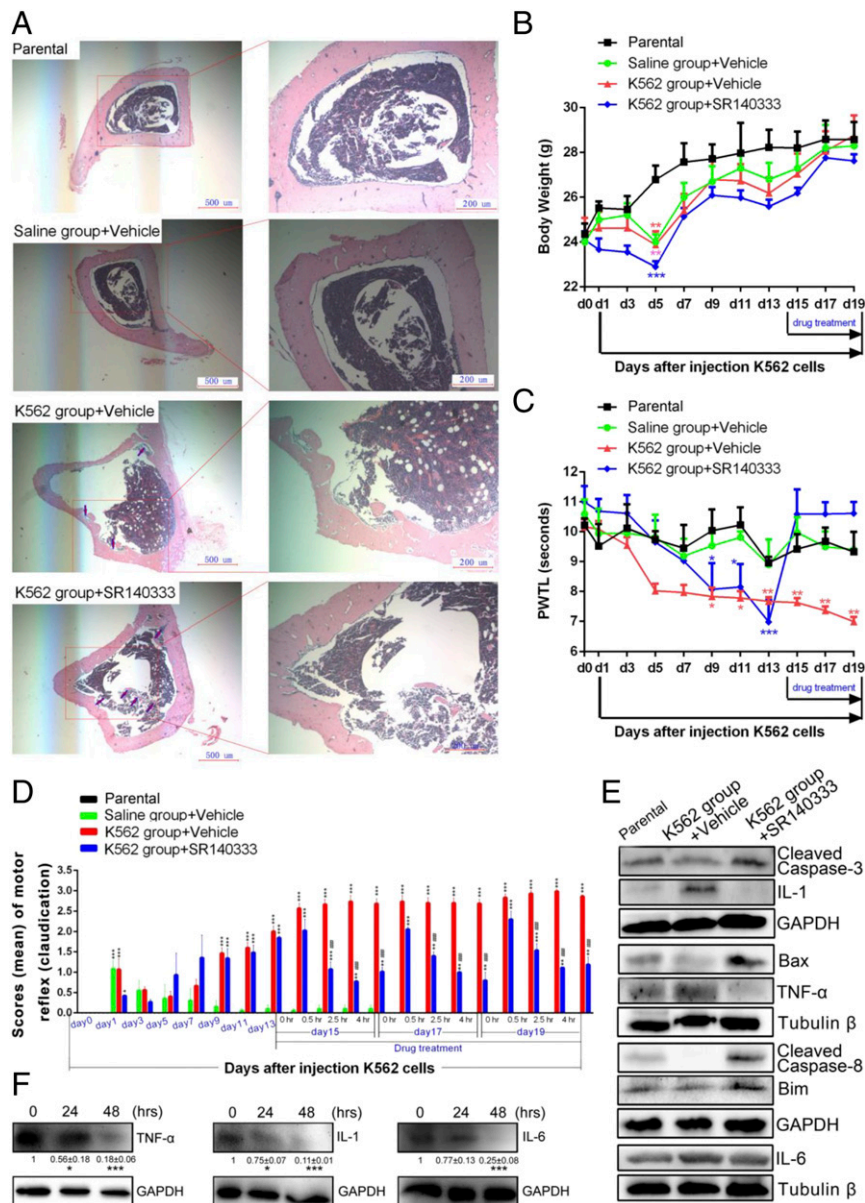 A
Parental
500 um
200 um
Saline group+Vehicle
500 um
200 um
K562 group+Vehicle
500 um
200 um
K562 group+SR140333
500 um
B
Parental
Saline group+Vehicle
K562 group+Vehicle
K562 group+SR140333
Body Weight (g)
30
28
26
24
22
**
**
***
d0 d1 d3 d5 d7 d9 d11 d13 d15 d17 d19
drug treatment
Days after injection K562 cells
C
Parental
Saline group+Vehicle
K562 group+Vehicle
K562 group+SR140333
PWTL (seconds)
12
11
10
9
8
7
6
* *
* * ** ** ** **
***
d0 d1 d3 d5 d7 d9 d11 d13 d15 d17 d19
drug treatment
Days after injection K562 cells
D
Parental
Saline group+Vehicle
K562 group+Vehicle
K562 group+SR140333
Scores (mean) of motor
reflex (claudication)
3.5
3.0
2.5
2.0
1.5
1.0
0.5
0.0
day0 day1 day3 day5 day7 day9 day11 day13
0 hr 0.5 hr 2.5 hr 4 hr 0 hr 0.5 hr 2.5 hr 4 hr 0 hr 0.5 hr 2.5 hr 4 hr
day15 day17 day19
Drug treatment
Days after injection K562 cells
E
Parental
K562 group
+Vehicle
K562 group
+SR140333
Cleaved
Caspase-3
IL-1
GAPDH
Bax
TNF-α
Tubulin β
Cleaved
Caspase-8
Bim
GAPDH
IL-6
Tubulin β
F
0 24 48 (hrs)
TNF-α
1 0.56±0.18 0.18±0.06
* ***
GAPDH
0 24 48 (hrs)
IL-1
1 0.75±0.07 0.11±0.01
* ***
GAPDH
0 24 48 (hrs)
IL-6
1 0.77±0.13 0.25±0.08
***
GAPDH